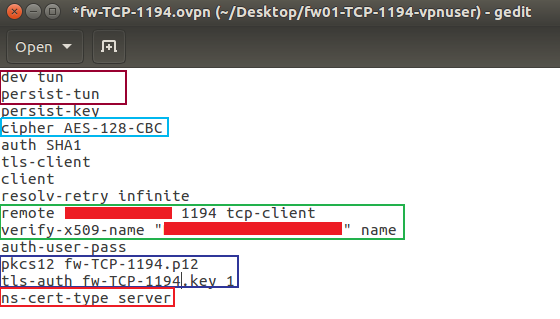 *fw-TCP-1194.ovpn (~/Desktop/fw01-TCP-1194-vpnuser) - gedit
Open
dev tun
persist-tun
persist-key
cipher AES-128-CBC
auth SHA1
tls-client
client
resolv-retry infinite
remote 1194 tcp-client
verify-x509-name "" name
auth-user-pass
pkcs12 fw-TCP-1194.p12
tls-auth fw-TCP-1194.key 1
ns-cert-type server